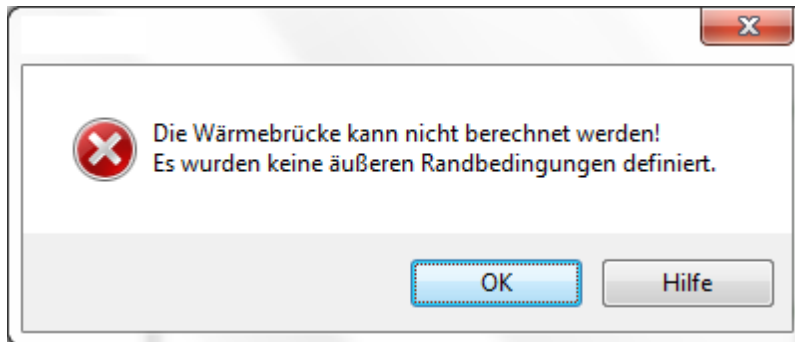 Die Wärmebrücke kann nicht berechnet werden!
Es wurden keine äußeren Randbedingungen definiert.
OK
Hilfe